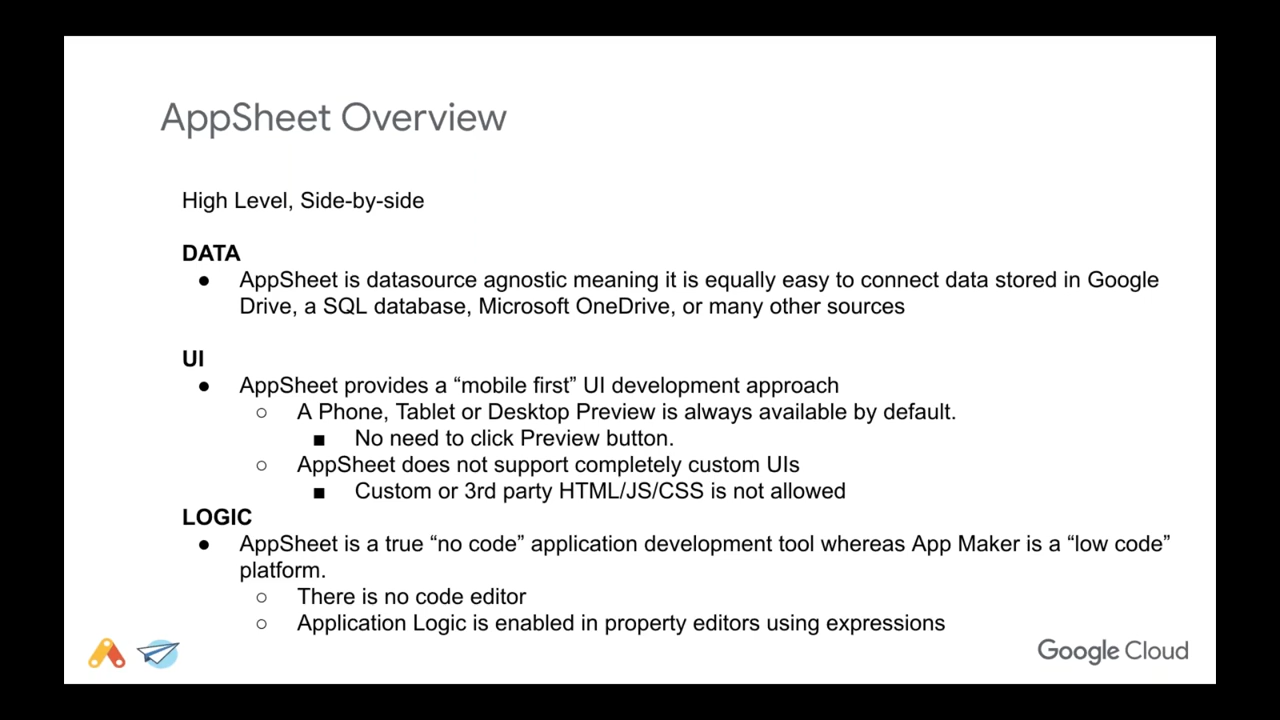 AppSheet Overview
High Level, Side-by-side
DATA
● AppSheet is datasource agnostic meaning it is equally easy to connect data stored in Google
Drive, a SQL database, Microsoft OneDrive, or many other sources
UI
● AppSheet provides a “mobile first” UI development approach
○ A Phone, Tablet or Desktop Preview is always available by default.
■ No need to click Preview button.
○ AppSheet does not support completely custom UIs
■ Custom or 3rd party HTML/JS/CSS is not allowed
LOGIC
● AppSheet is a true “no code” application development tool whereas App Maker is a “low code”
platform.
○ There is no code editor
○ Application Logic is enabled in property editors using expressions
Google Cloud